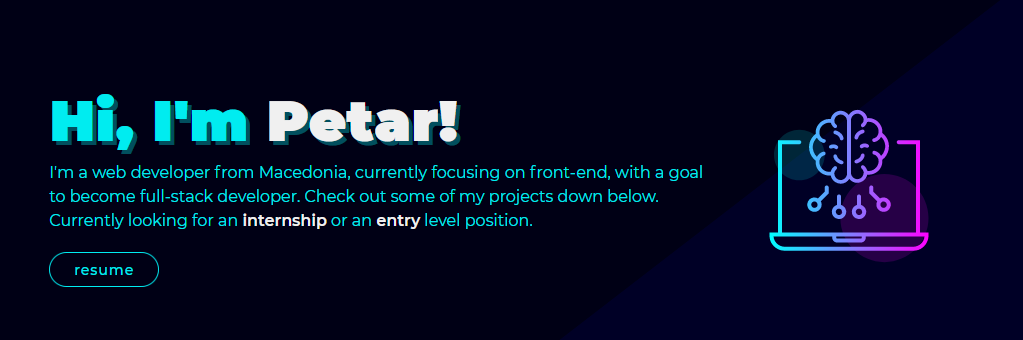 Hi, I'm Petar!
I'm a web developer from Macedonia, currently focusing on front-end, with a goal
to become full-stack developer. Check out some of my projects down below.
Currently looking for an internship or an entry level position.
resume